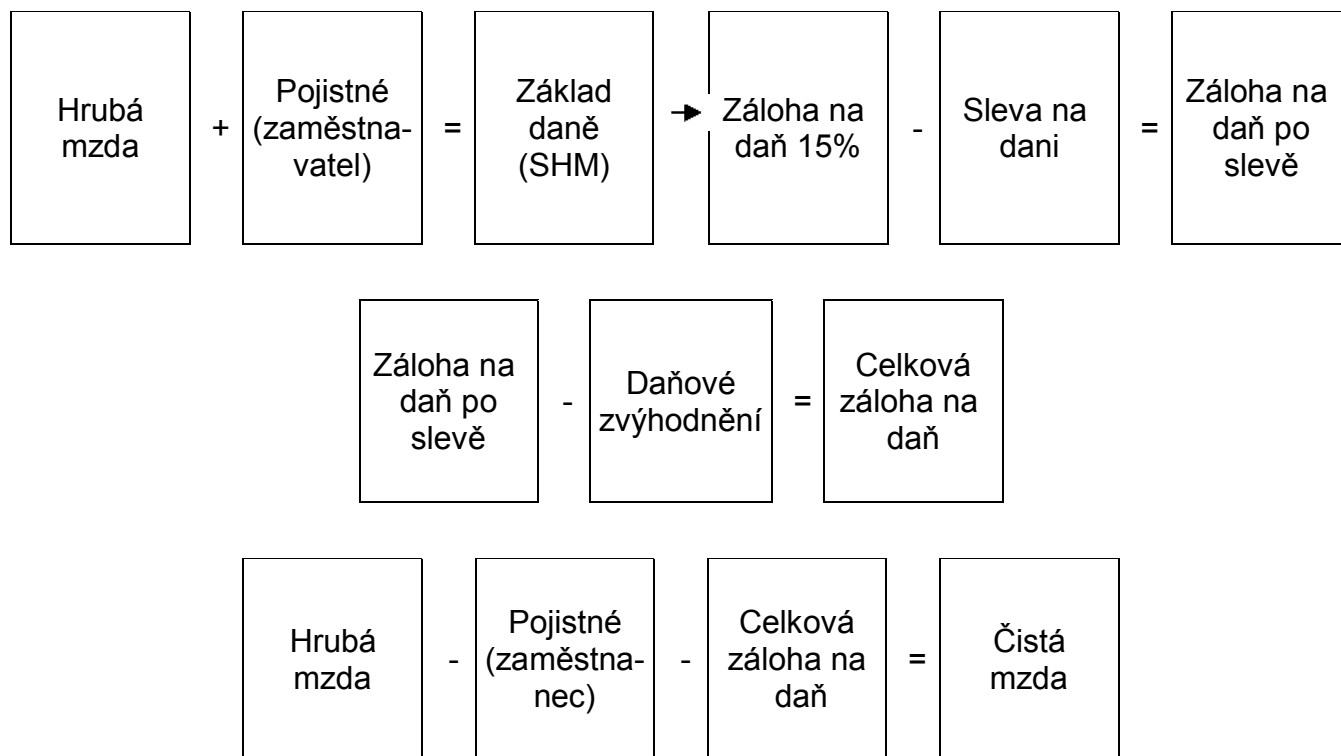 Hrubá
mzda
+
Pojistné
(zaměstna-
vatel)
=
Základ
daně
(SHM)
Záloha na
daň 15%
-
Sleva na
dani
=
Záloha na
daň po
slevě
Záloha na
daň po
slevě
-
Daňové
zvýhodnění
=
Celková
záloha na
daň
Hrubá
mzda
-
Pojistné
(zaměstna-
nec)
-
Celková
záloha na
daň
=
Čistá
mzda